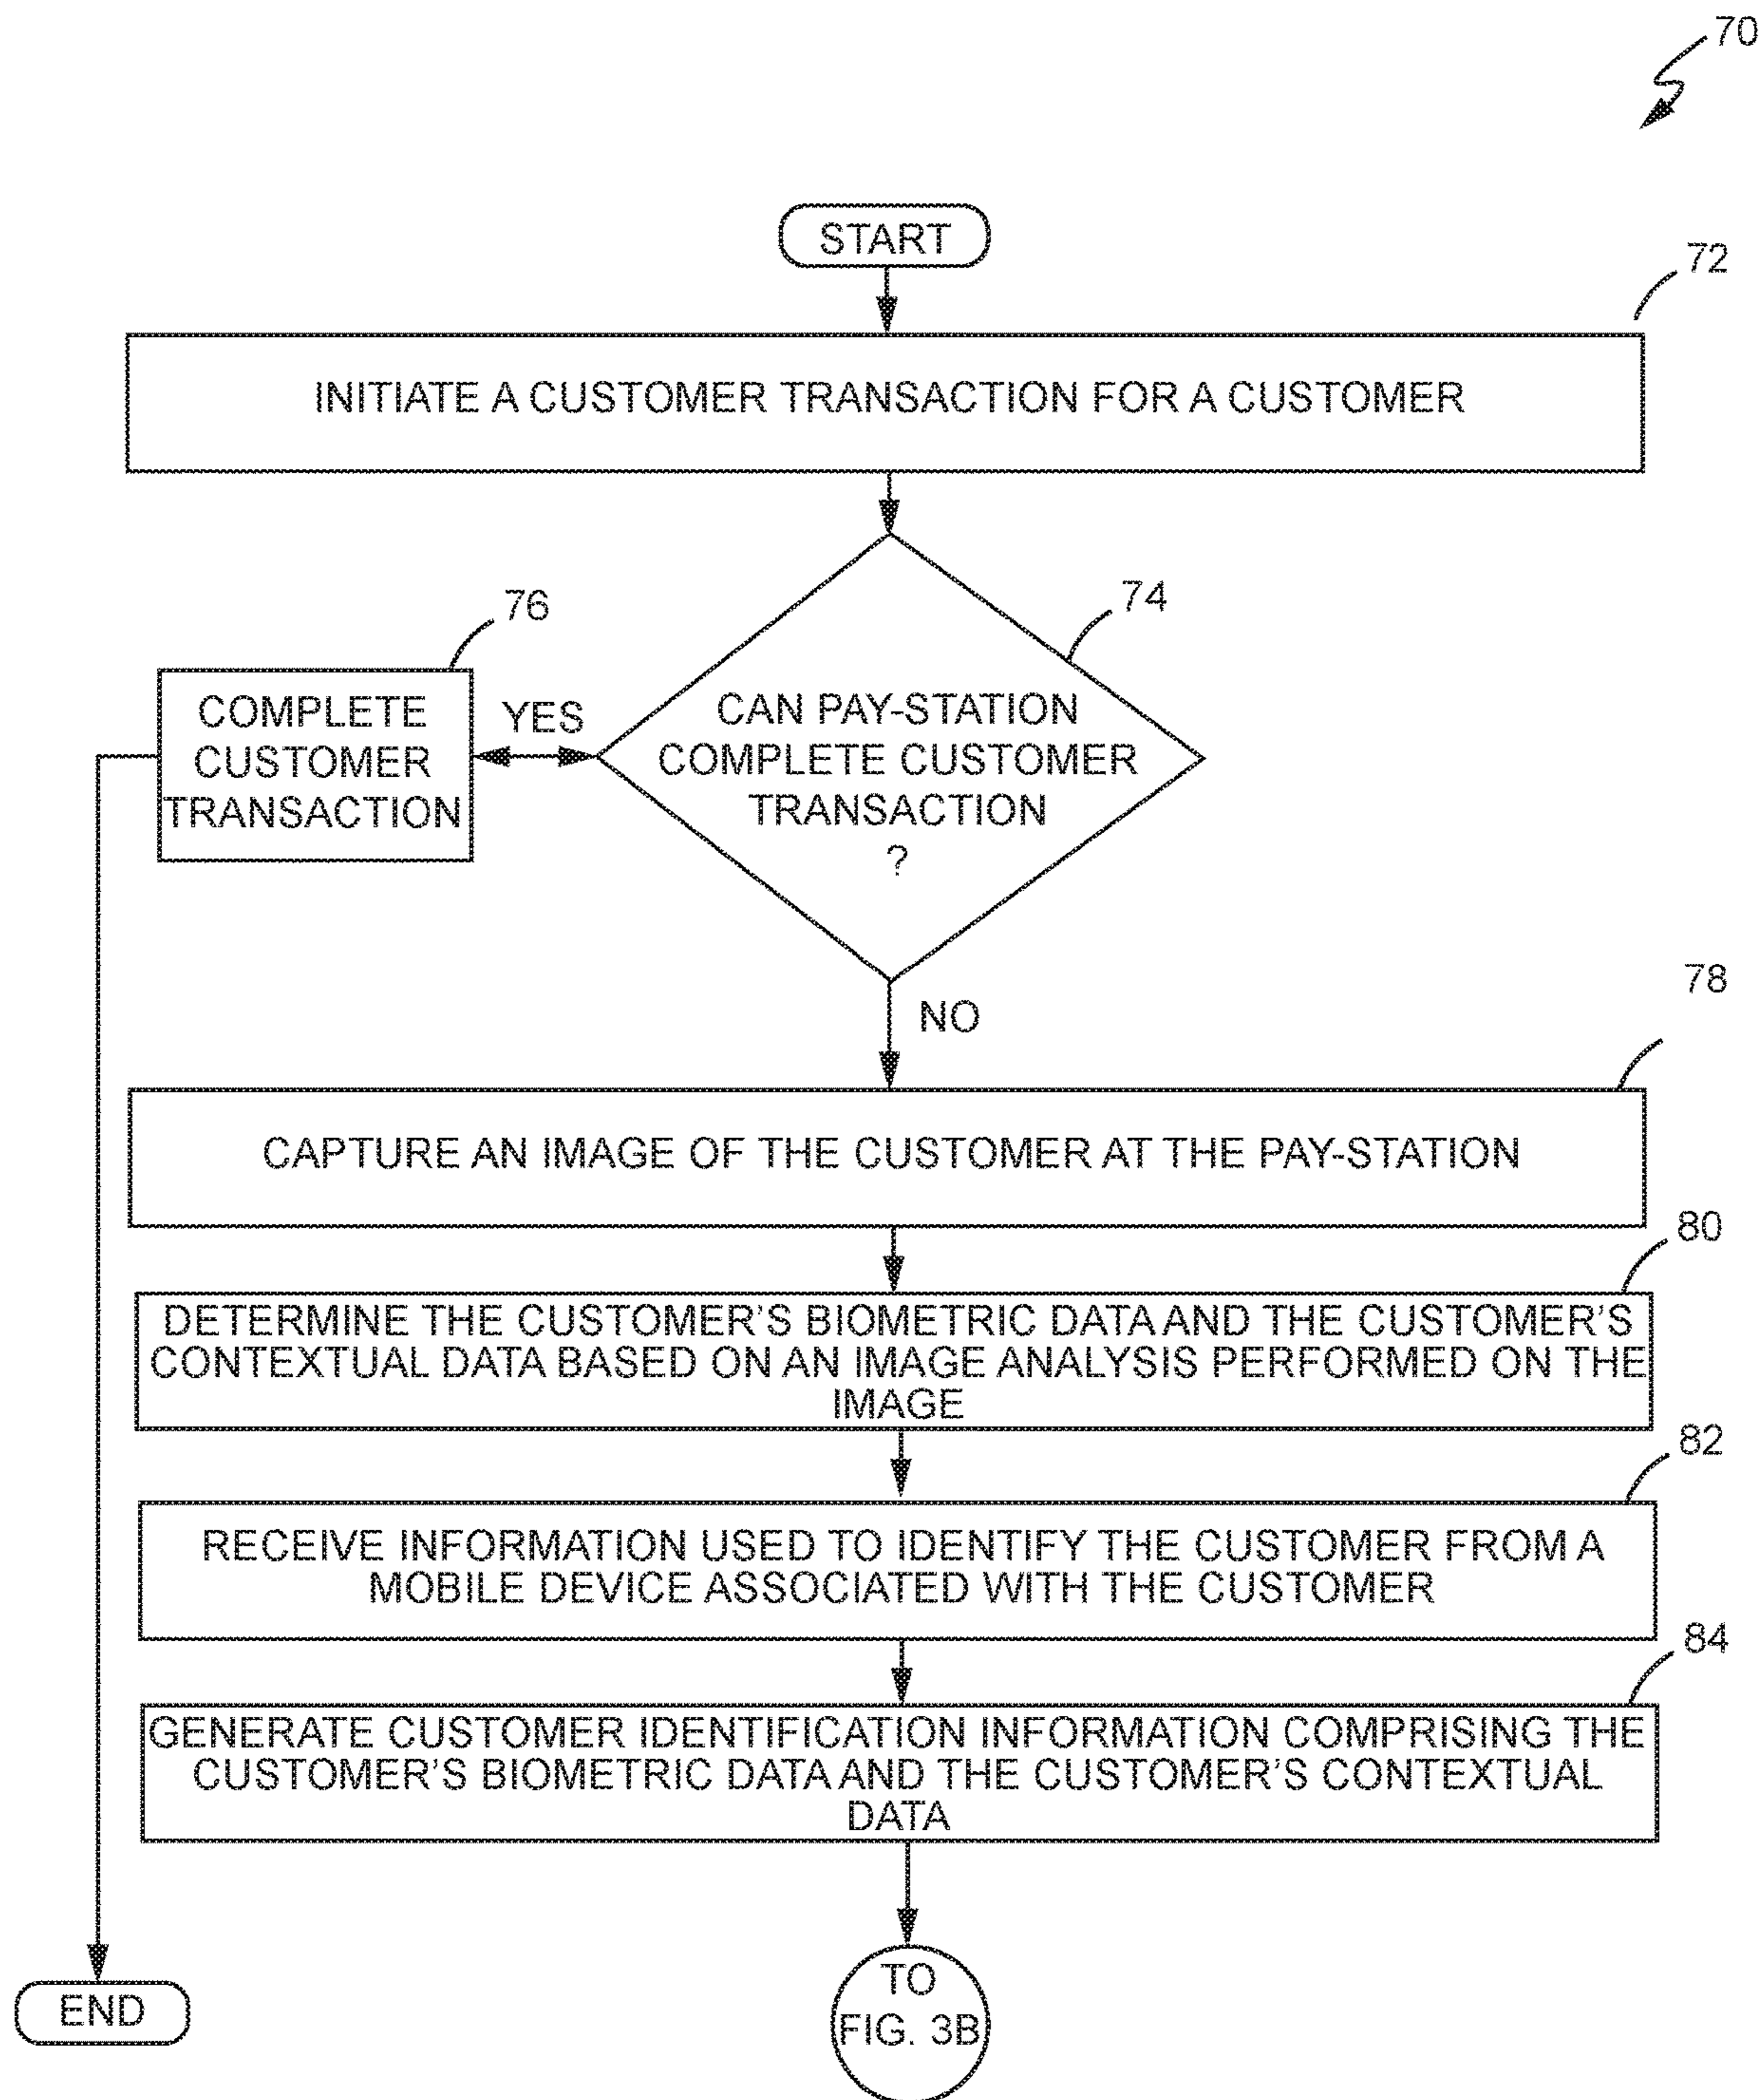 70
START
72
INITIATE A CUSTOMER TRANSACTION FOR A CUSTOMER
74
76
COMPLETE
CUSTOMER
TRANSACTION
YES
CAN PAY-STATION
COMPLETE CUSTOMER
TRANSACTION
?
NO
78
CAPTURE AN IMAGE OF THE CUSTOMER AT THE PAY-STATION
80
DETERMINE THE CUSTOMER'S BIOMETRIC DATA AND THE CUSTOMER'S
CONTEXTUAL DATA BASED ON AN IMAGE ANALYSIS PERFORMED ON THE
IMAGE
82
RECEIVE INFORMATION USED TO IDENTIFY THE CUSTOMER FROM A
MOBILE DEVICE ASSOCIATED WITH THE CUSTOMER
84
GENERATE CUSTOMER IDENTIFICATION INFORMATION COMPRISING THE
CUSTOMER'S BIOMETRIC DATA AND THE CUSTOMER'S CONTEXTUAL
DATA
END
TO
FIG. 3B